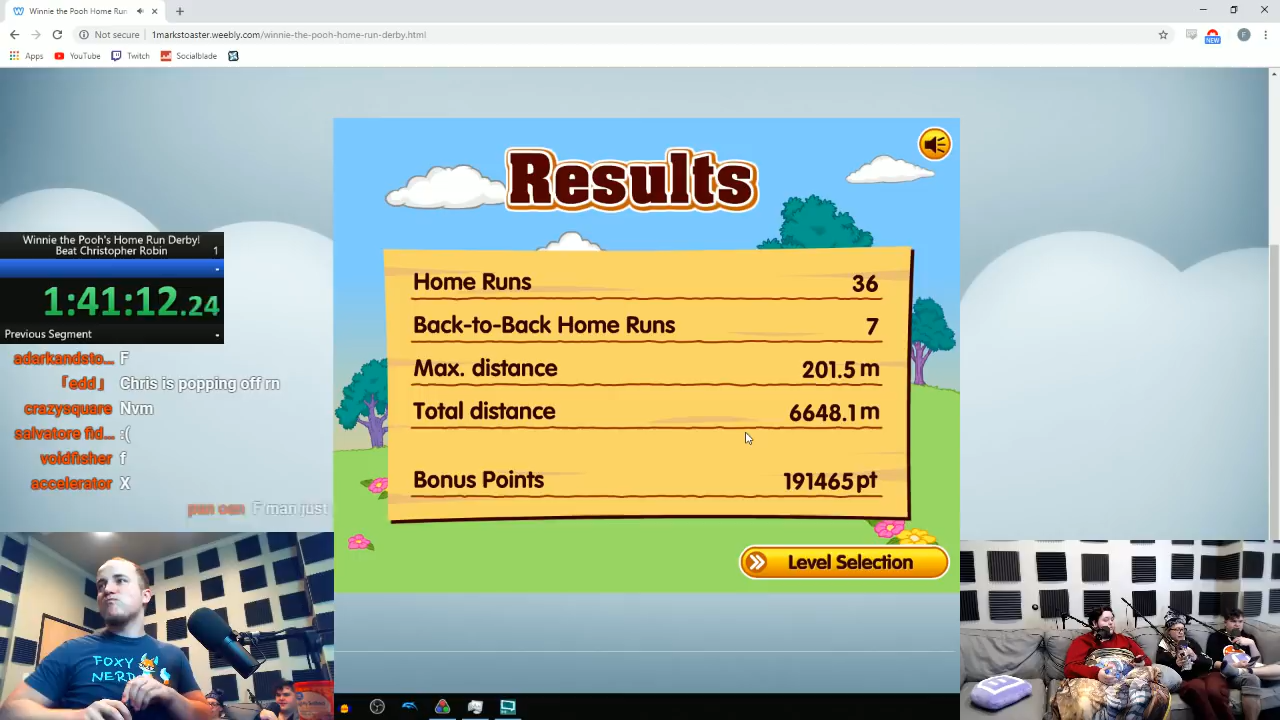 Winnie the Pooh Home Run
Not secure
1markstoaster.weebly.com/winnie-the-pooh-home-run-derby.html
NEW
F
Apps
YouTube
Twitch
Socialblade
Results
Home Runs 36
Back-to-Back Home Runs 7
Max. distance 201.5 m
Total distance 6648.1 m
Bonus Points 191465 pt
Level Selection
Winnie the Pooh's Home Run Derby!
Beat Christropher Robin 1
-
1:41:12.24
Previous Segment -
adarkandsto... F
「edd」 Chris is popping off rn
crazysquare Nvm
salvatore fid... :(
voldfisher f
accelerator X
F man just
FOXY
NERD